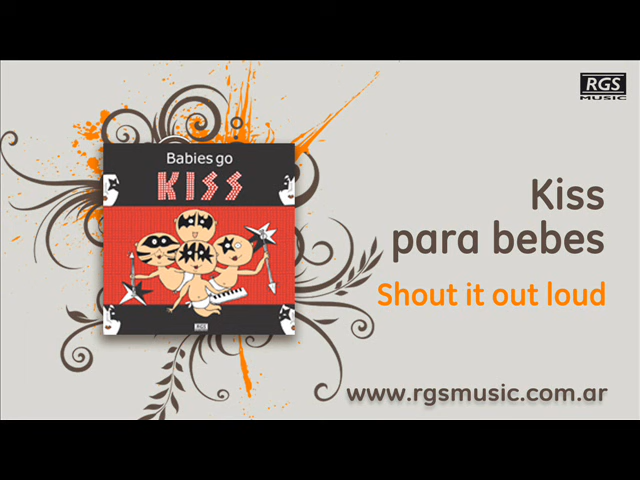 RGS
MUSIC
Babies go
KISS
RGS
Kiss
para bebes
Shout it out loud
www.rgsmusic.com.ar